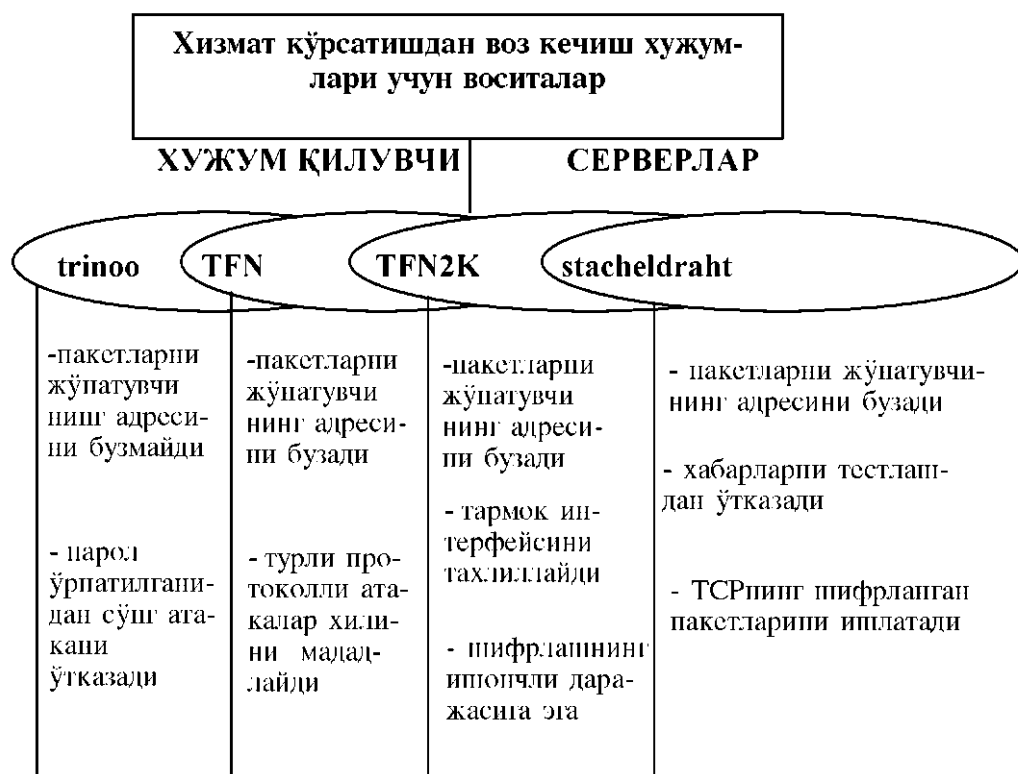 Хизмат кўрсатишдан воз кечиш хужум-
лари учун воситалар
ХУЖУМ ҚИЛУВЧИ СЕРВЕРЛАР
trinoo
TFN
TFN2K
stacheldraht
-пакетларни
жўнатувчи
нинг адреси-
ни бузмайди
- парол
ўрнатилгани-
дан сўнг ата-
кани
ўтказади
-пакетларни
жўнатувчи
нинг адреси-
ни бузади
- турли про-
токолли ата-
калар хили-
ни мадад-
лайди
-пакетларни
жўнатувчи
нинг адреси-
ни бузади
- тармок ин-
терфейсини
тахлиллайди
- шифрлашнинг
ишончли дара-
жасига эга
- пакетларни жўнатувчи-
нинг адресини бузади
- хабарларни тестлаш-
дан ўтказади
- TCPнинг шифрланган
пакетларини ишлатади